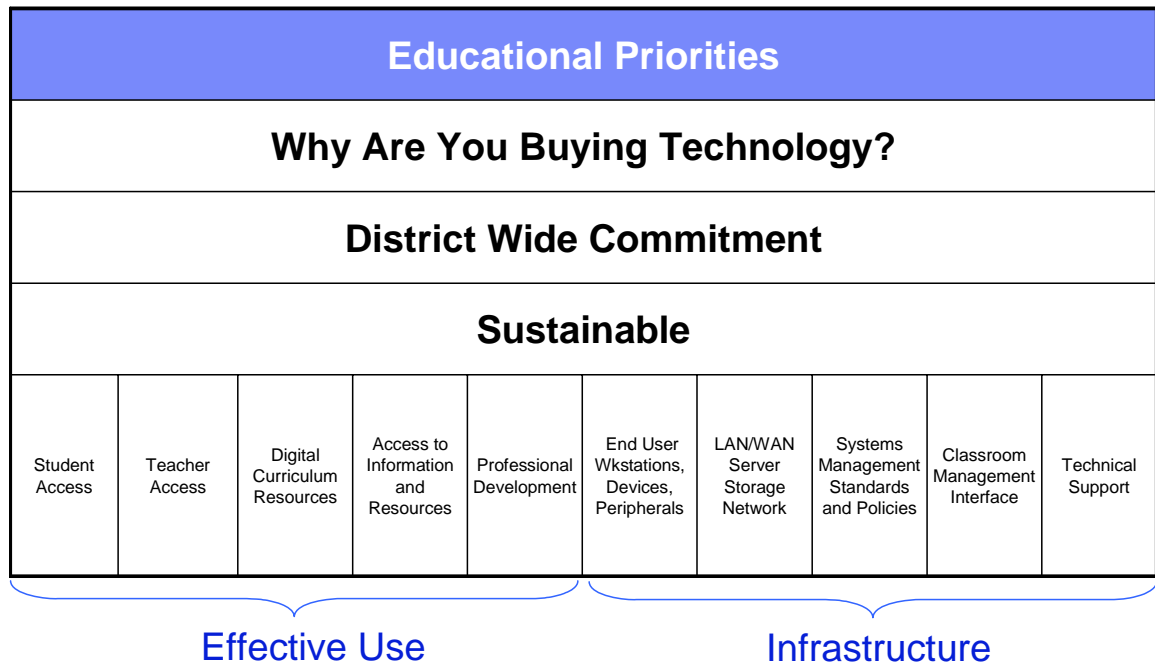 Educational Priorities
Why Are You Buying Technology?
District Wide Commitment
Sustainable
Student
Access
Teacher
Access
Digital
Curriculum
Resources
Access to
Information
and
Resources
Professional
Development
End User
Wkstations,
Devices,
Peripherals
LAN/WAN
Server
Storage
Network
Systems
Management
Standards
and Policies
Classroom
Management
Interface
Technical
Support
Effective Use
Infrastructure